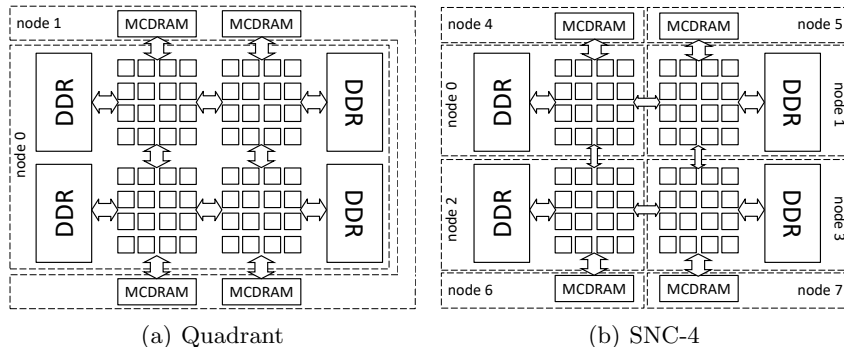 node 1
MCDRAM
MCDRAM
node 0
DDR
DDR
DDR
DDR
MCDRAM
MCDRAM
(a) Quadrant
node 4
MCDRAM
MCDRAM
node 5
node 0
DDR
DDR
node 1
node 2
DDR
DDR
node 3
node 6
MCDRAM
MCDRAM
node 7
(b) SNC-4